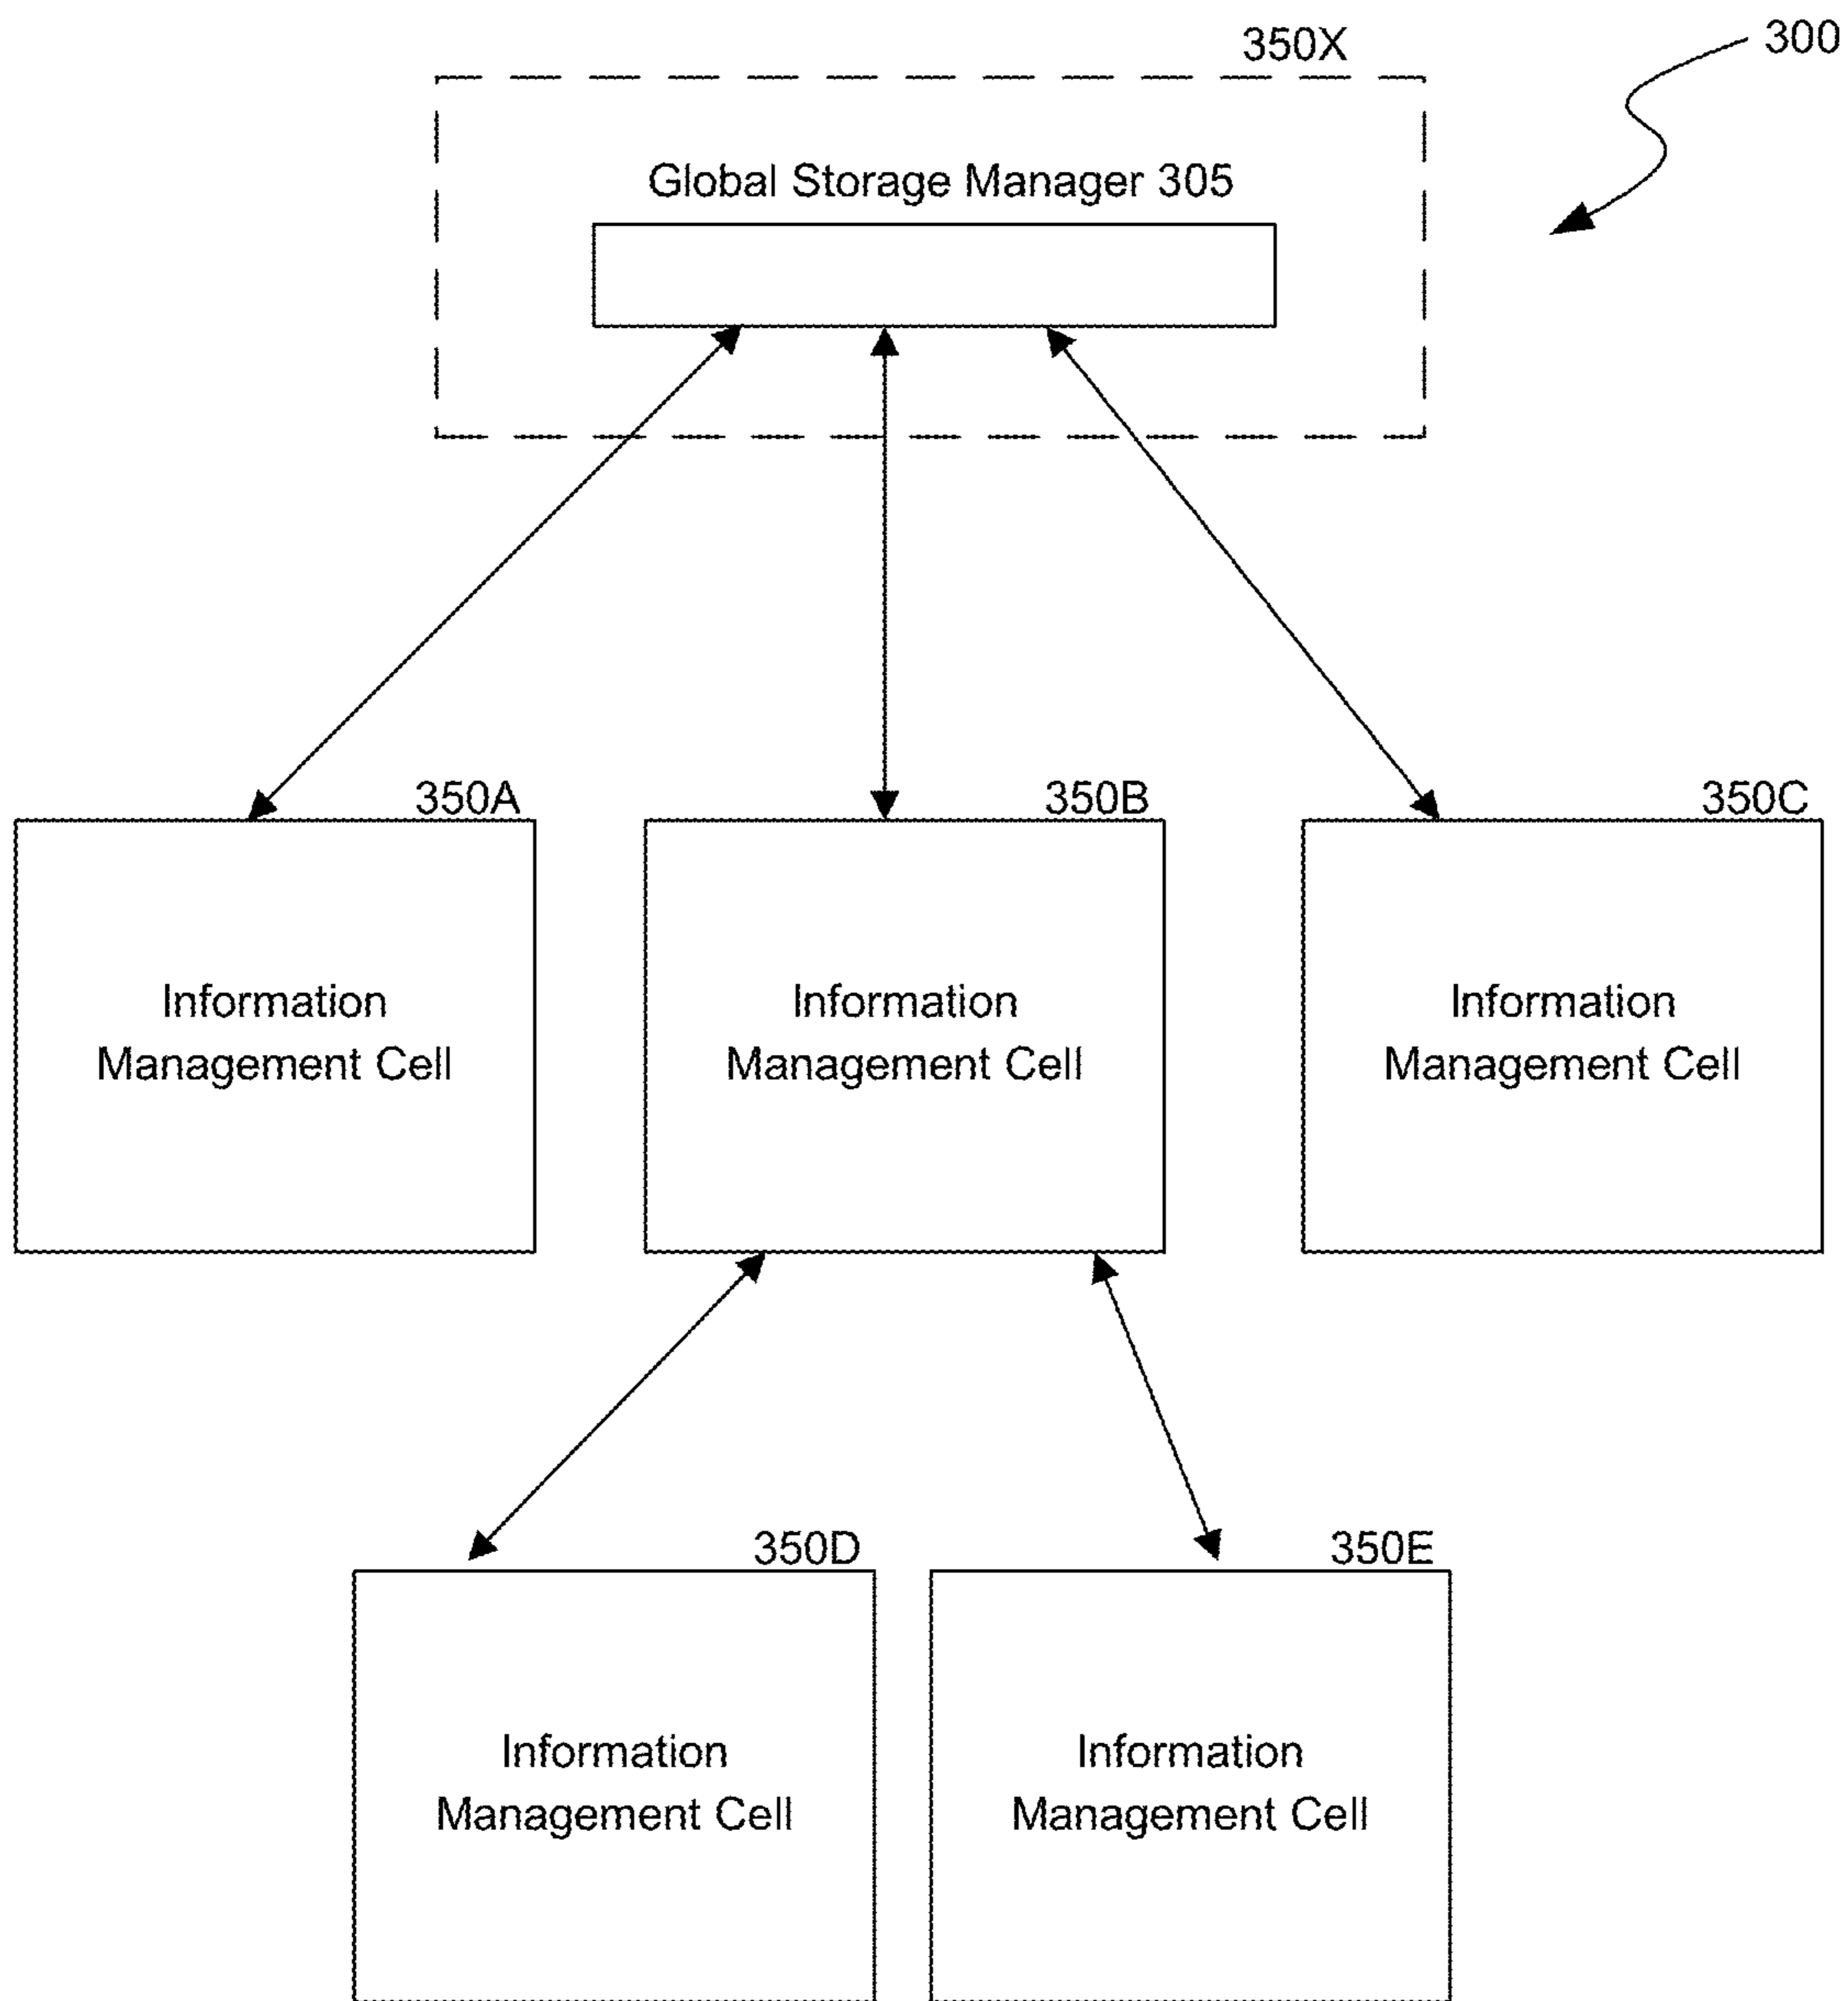 350X
300
Global Storage Manager 305
350A
350B
350C
Information
Management Cell
Information
Management Cell
Information
Management Cell
350D
350E
Information
Management Cell
Information
Management Cell